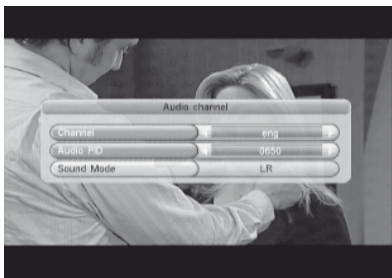 Audio channel
Channel eng
Audio PID 0650
Sound Mode LR